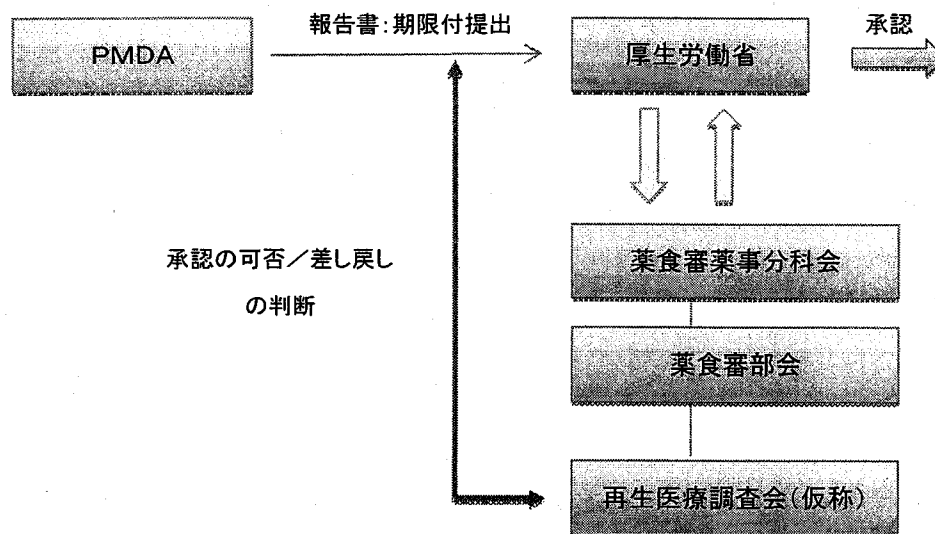 報告書:期限付提出
承認
PMDA
厚生労働省
承認の可否／差し戻し
の判断
薬食審薬事分科会
薬食審部会
再生医療調査会(仮称)